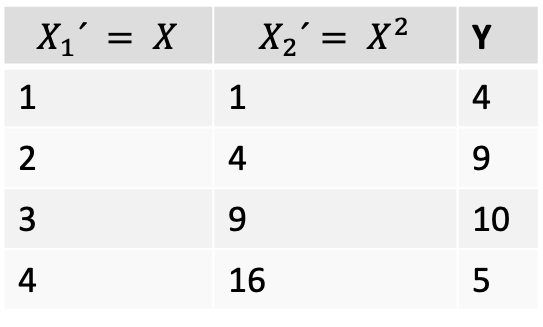 X₁′ = X X₂′ = X² Y
1 1 4
2 4 9
3 9 10
4 16 5